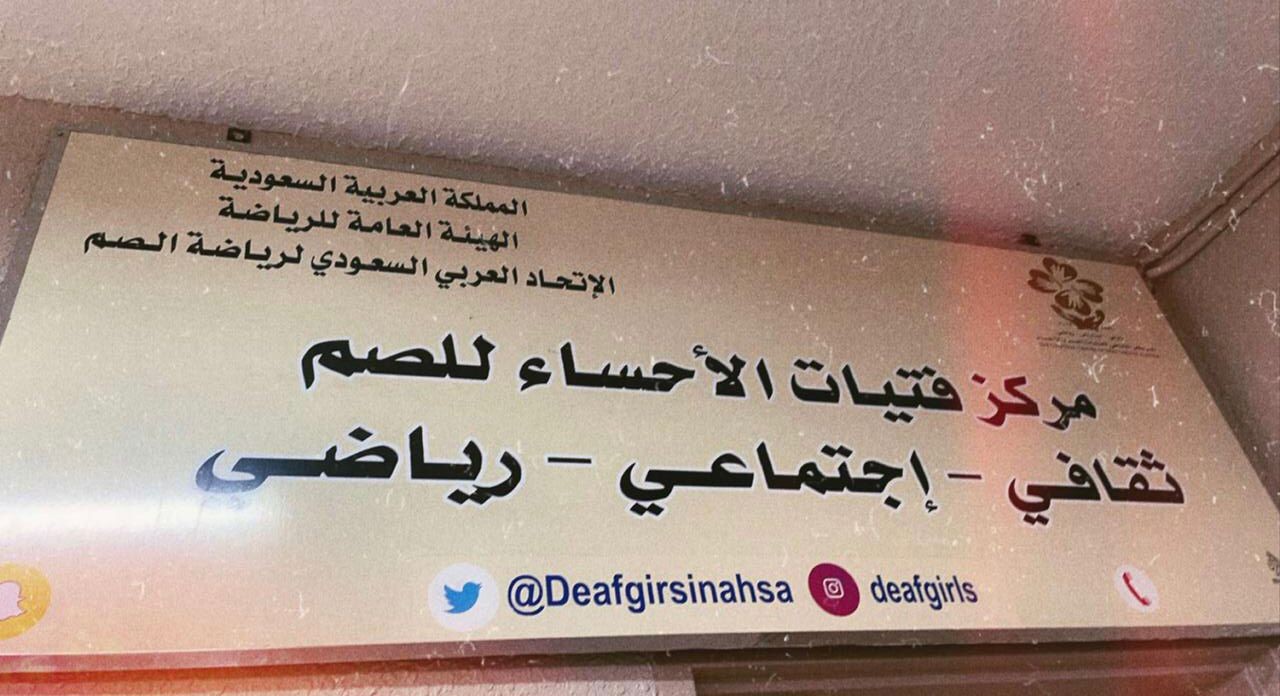 المملكة العربية السعودية
الهيئة العامة للرياضة
الإتحاد العربي السعودي لرياضة الصم
مركز فتيات الأحساء للصم
ثقافي - إجتماعي - رياضي
@Deafgirsinahsa deafgirls